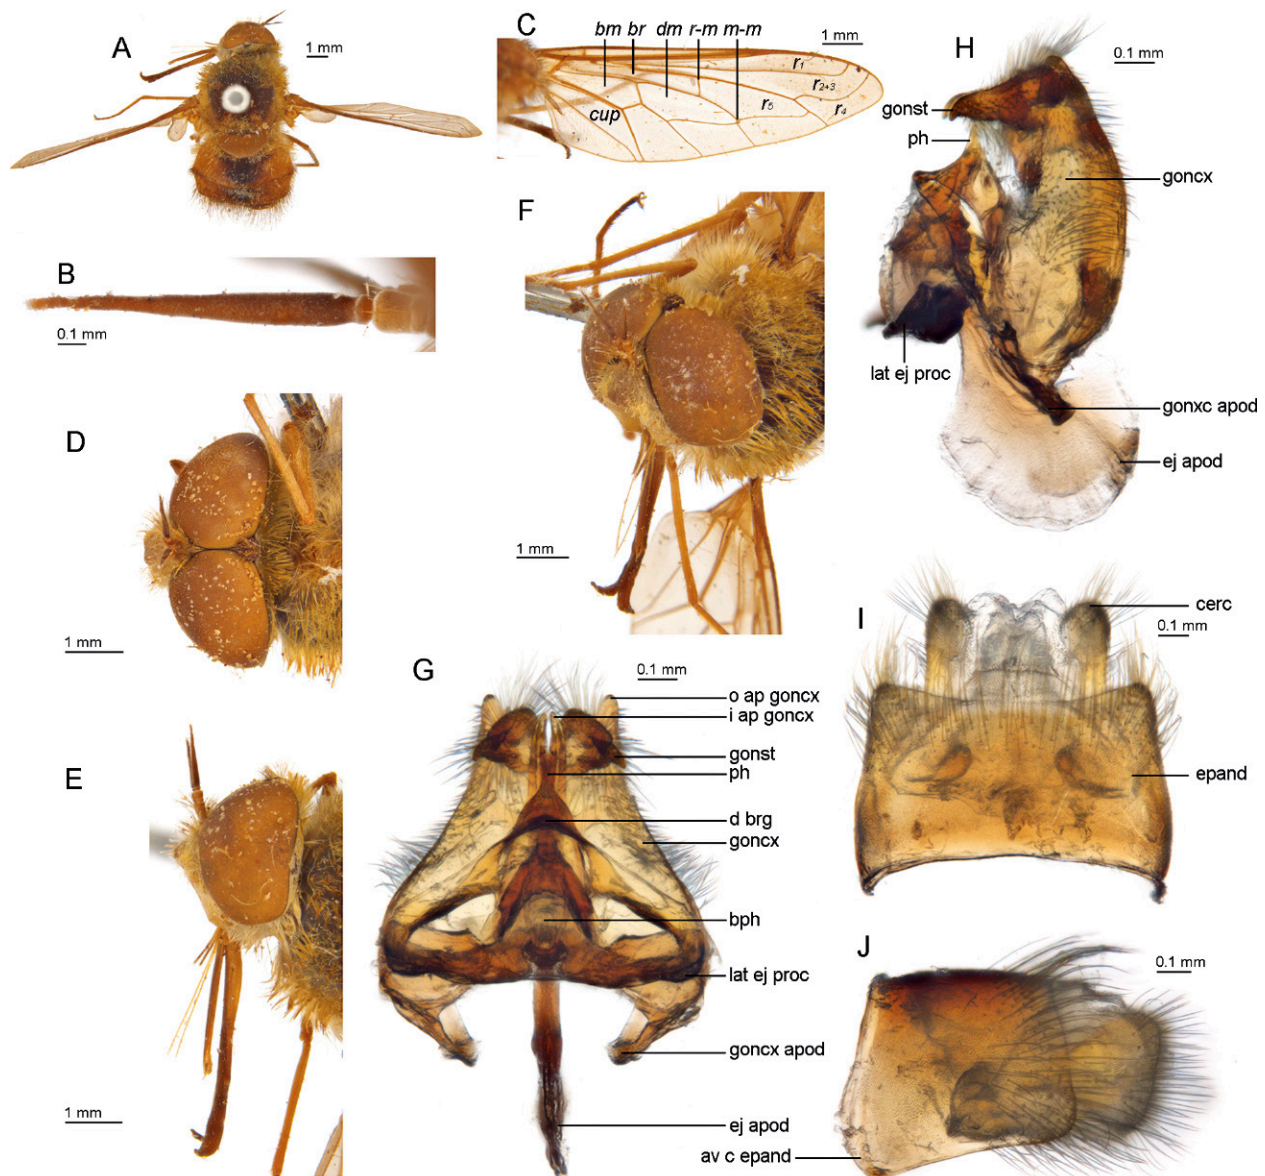 A
1 mm
B
0.1 mm
C
bm br dm r-m m-m
1 mm
r1
r2+3
r4
r5
cup
D
1 mm
E
1 mm
F
1 mm
G
0.1 mm
o ap goncx
i ap goncx
gonst
ph
d brg
goncx
bph
lat ej proc
goncx apod
ej apod
H
0.1 mm
gonst
ph
goncx
lat ej proc
gonxc apod
ej apod
I
cerc
0.1 mm
epand
J
0.1 mm
av c epand